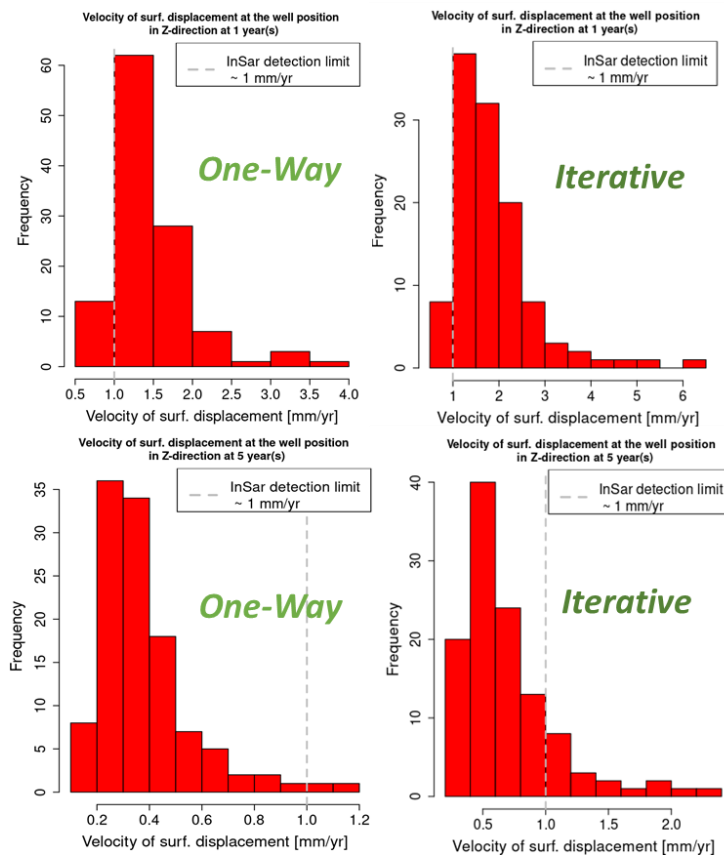 Velocity of surf. displacement at the well position
in Z-direction at 1 year(s)
InSar detection limit
~ 1 mm/yr
One-Way
Frequency
0
10
20
30
40
50
60
0.5 1.0 1.5 2.0 2.5 3.0 3.5 4.0
Velocity of surf. displacement [mm/yr]
Velocity of surf. displacement at the well position
in Z-direction at 1 year(s)
InSar detection limit
~ 1 mm/yr
Iterative
Frequency
0
10
20
30
1 2 3 4 5 6
Velocity of surf. displacement [mm/yr]
Velocity of surf. displacement at the well position
in Z-direction at 5 year(s)
InSar detection limit
~ 1 mm/yr
One-Way
Frequency
0
5
15
25
35
0.2 0.4 0.6 0.8 1.0 1.2
Velocity of surf. displacement [mm/yr]
Velocity of surf. displacement at the well position
in Z-direction at 5 year(s)
InSar detection limit
~ 1 mm/yr
Iterative
Frequency
0
10
20
30
40
0.5 1.0 1.5 2.0
Velocity of surf. displacement [mm/yr]